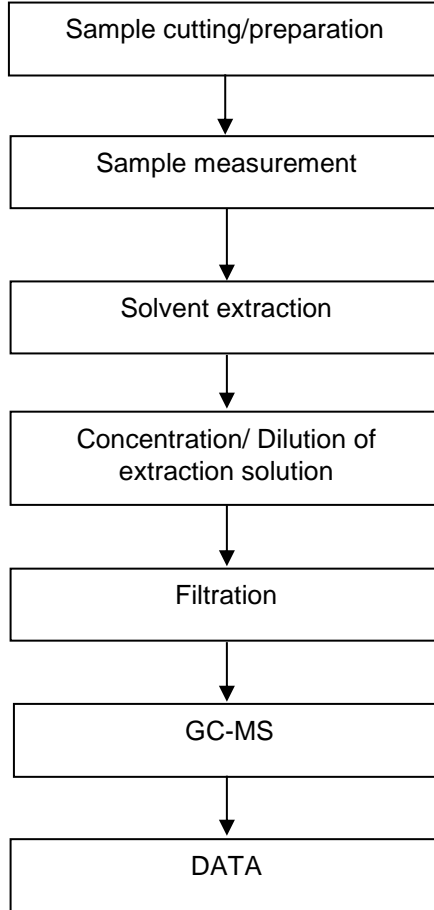 Sample cutting/preparation
Sample measurement
Solvent extraction
Concentration/ Dilution of
extraction solution
Filtration
GC-MS
DATA